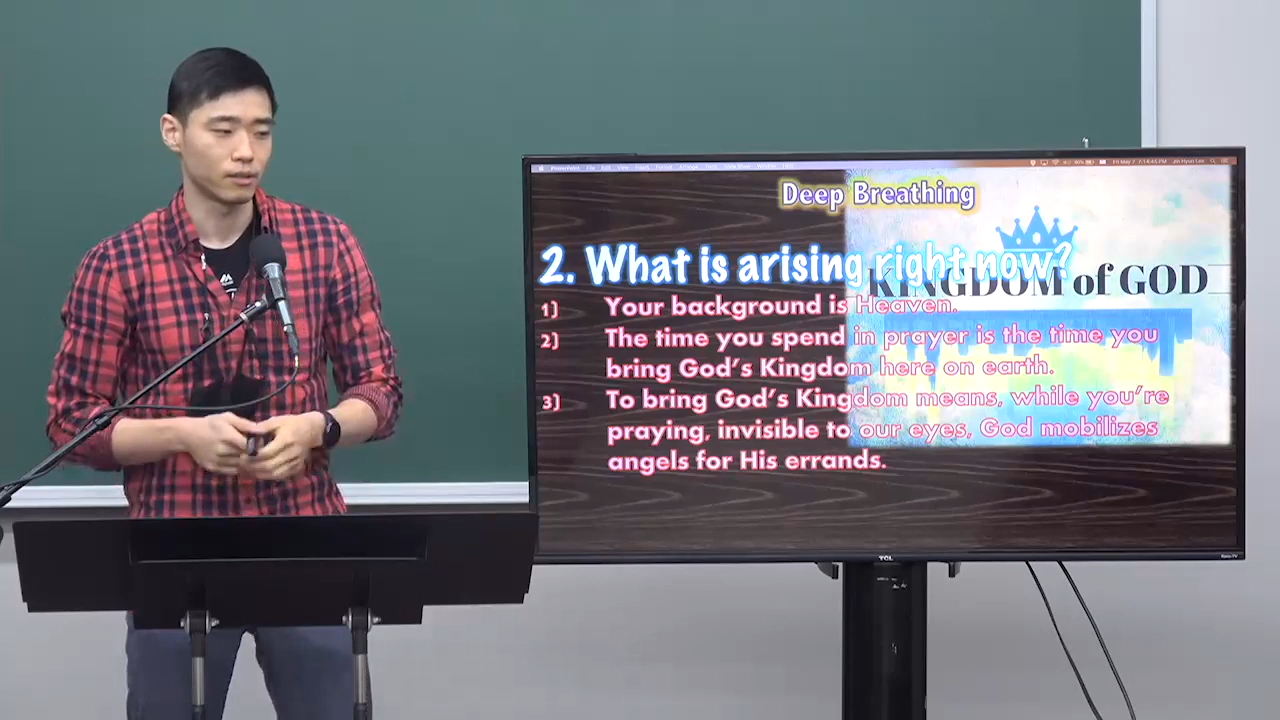 Deep Breathing
2. What is arising right now?
KINGDOM of GOD
1) Your background is Heaven.
2) The time you spend in prayer is the time you
bring God's Kingdom here on earth.
3) To bring God's Kingdom means, while you're
praying, invisible to our eyes, God mobilizes
angels for His errands.
TCL